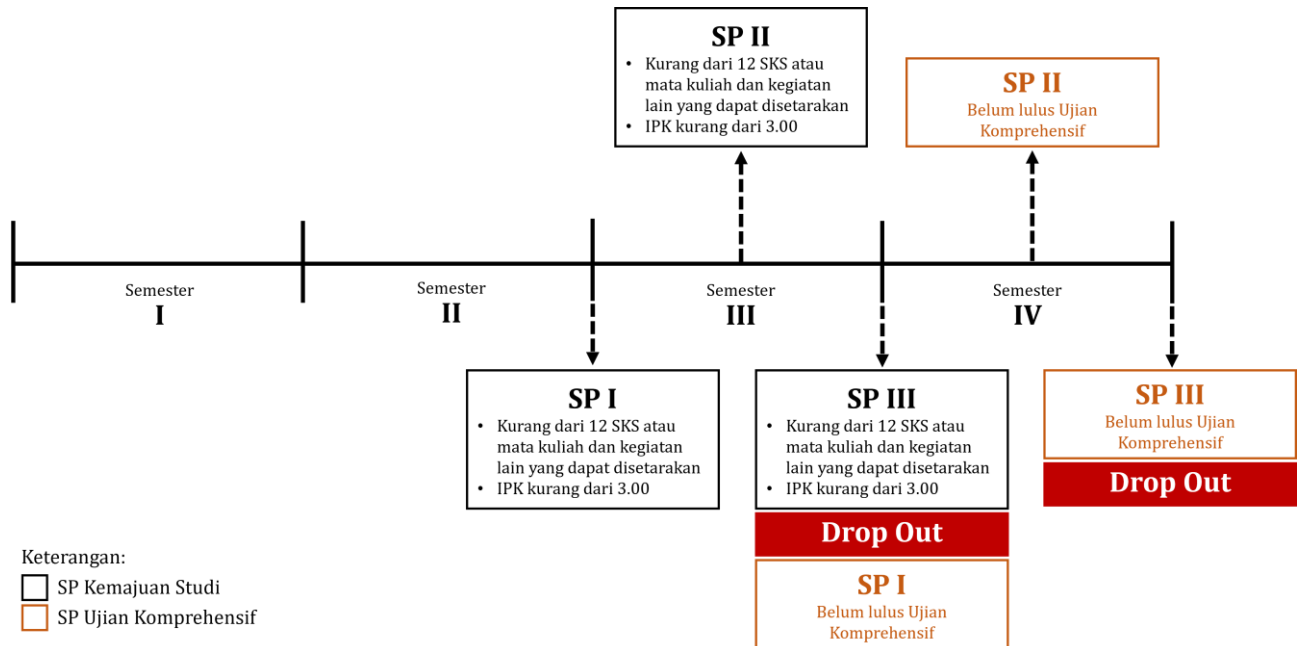 SP II
• Kurang dari 12 SKS atau
mata kuliah dan kegiatan
lain yang dapat disetarakan
• IPK kurang dari 3.00
SP II
Belum lulus Ujian
Komprehensif
Semester
I
Semester
II
Semester
III
Semester
IV
SP I
• Kurang dari 12 SKS atau
mata kuliah dan kegiatan
lain yang dapat disetarakan
• IPK kurang dari 3.00
SP III
• Kurang dari 12 SKS atau
mata kuliah dan kegiatan
lain yang dapat disetarakan
• IPK kurang dari 3.00
Drop Out
SP I
Belum lulus Ujian
Komprehensif
SP III
Belum lulus Ujian
Komprehensif
Drop Out
Keterangan:
SP Kemajuan Studi
SP Ujian Komprehensif